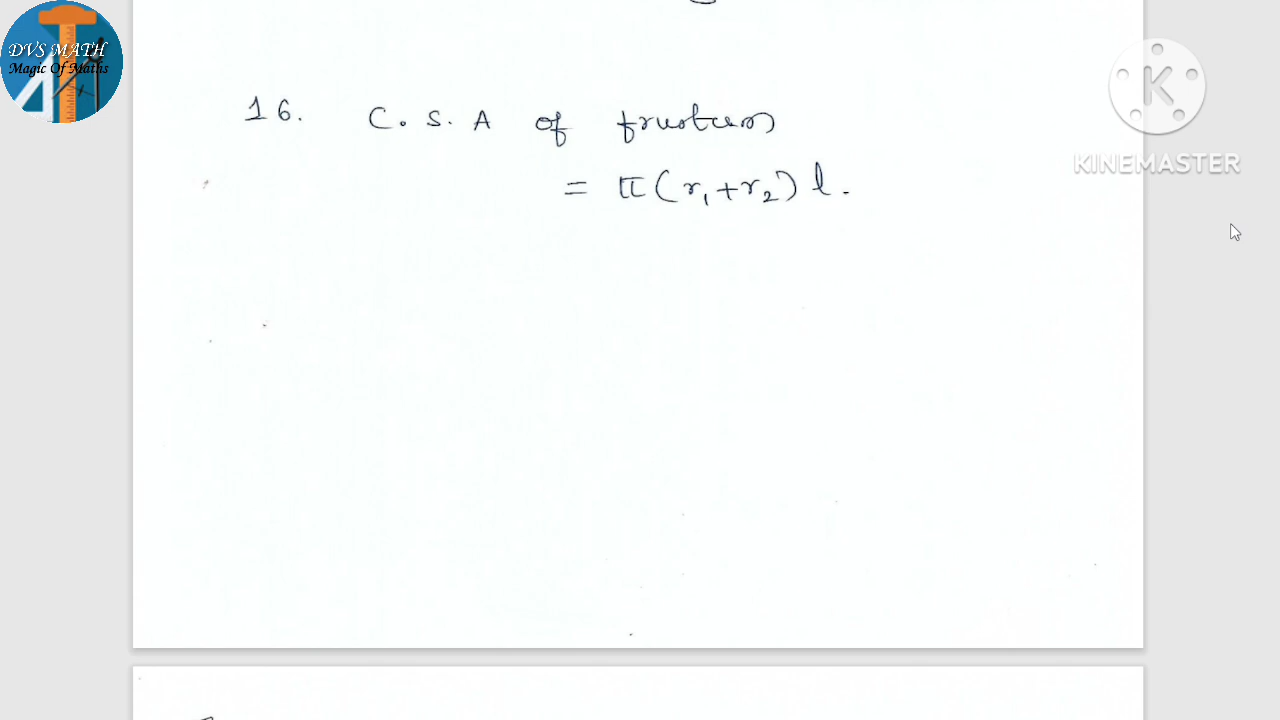 DVS MATH
Magic Of Maths
KINEMASTER
16. C.S.A of frustum
= π(r₁+r₂)l.